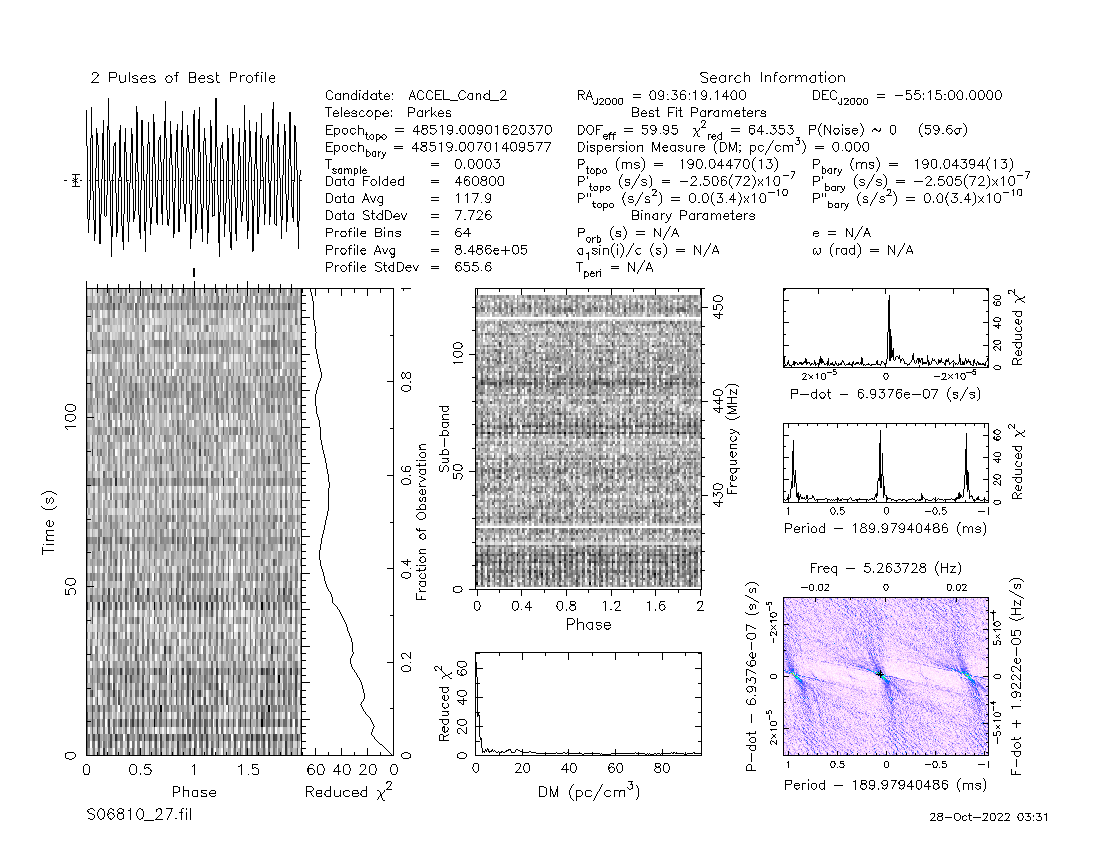 2 Pulses of Best Profile
Search Information
Candidate: ACCEL_Cand_2
RA_J2000 = 09:36:19.1400 DEC_J2000 = −55:15:00.0000
Telescope: Parkes
Best Fit Parameters
Epoch_topo = 48519.00901620370
DOF_eff = 59.95 χ²_red = 64.353 P(Noise) ~ 0 (59.6σ)
Epoch_bary = 48519.00701409577
Dispersion Measure (DM; pc/cm³) = 0.000
T_sample = 0.0003
P_topo (ms) = 190.04470(13) P_bary (ms) = 190.04394(13)
Data Folded = 460800
P'_topo (s/s) = −2.506(72)x10⁻⁷ P'_bary (s/s) = −2.505(72)x10⁻⁷
Data Avg = 117.9
P''_topo (s/s²) = 0.0(3.4)x10⁻¹⁰ P''_bary (s/s²) = 0.0(3.4)x10⁻¹⁰
Data StdDev = 7.726
Binary Parameters
Profile Bins = 64
P_orb (s) = N/A e = N/A
Profile Avg = 8.486e+05
a_1sin(i)/c (s) = N/A ω (rad) = N/A
Profile StdDev = 655.6
T_peri = N/A
Time (s)
0 50 100
0 0.5 1 1.5
Phase
60 40 20 0
Reduced χ²
0 0.2 0.4 0.6 0.8
Fraction of Observation
Sub−band
0 50 100
430 440 450
Frequency (MHz)
0 0.4 0.8 1.2 1.6 2
Phase
Reduced χ²
0 20 40 60
0 20 40 60 80
DM (pc/cm³)
0 20 40 60
Reduced χ²
2×10⁻⁵ 0 −2×10⁻⁵
P−dot − 6.9376e−07 (s/s)
0 20 40 60
Reduced χ²
1 0.5 0 −0.5 −1
Period − 189.97940486 (ms)
Freq − 5.263728 (Hz)
−0.02 0 0.02
P−dot − 6.9376e−07 (s/s)
2×10⁻⁵ 0 −2×10⁻⁵
−5×10⁻⁴ 0 5×10⁻⁴
F−dot + 1.9222e−05 (Hz/s)
1 0.5 0 −0.5 −1
Period − 189.97940486 (ms)
S06810_27.fil
28−Oct−2022 03:31